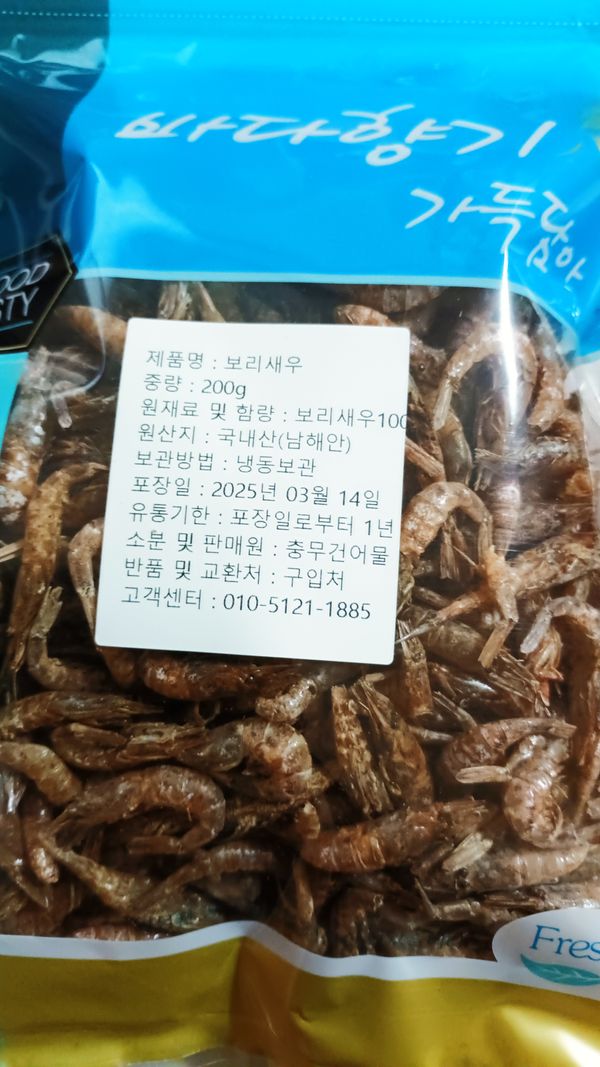 바다향기
가득담아
OOD
STY
제품명 : 보리새우
중량 : 200g
원재료 및 함량 : 보리새우100
원산지 : 국내산(남해안)
보관방법 : 냉동보관
포장일 : 2025년 03월 14일
유통기한 : 포장일로부터 1년
소분 및 판매원 : 충무건어물
반품 및 교환처 : 구입처
고객센터 : 010-5121-1885
Fres